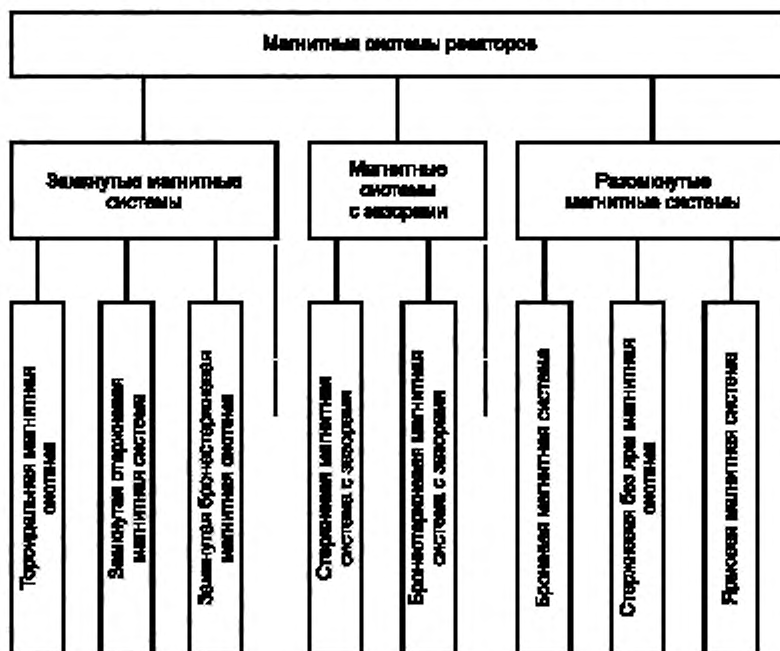 Магнитные системы реакторов
Замкнутые магнитные
системы
Магнитные
системы
с зазорами
Разомкнутые
магнитные системы
Тороидальная магнитная
система
Замкнутая стержневая
магнитная система
Замкнутая бронестержневая
магнитная система
Стержневая магнитная
система с зазорами
Бронестержневая магнитная
система с зазорами
Броневая магнитная система
Стержневая без ярм магнитная
система
Ярмовая магнитная система